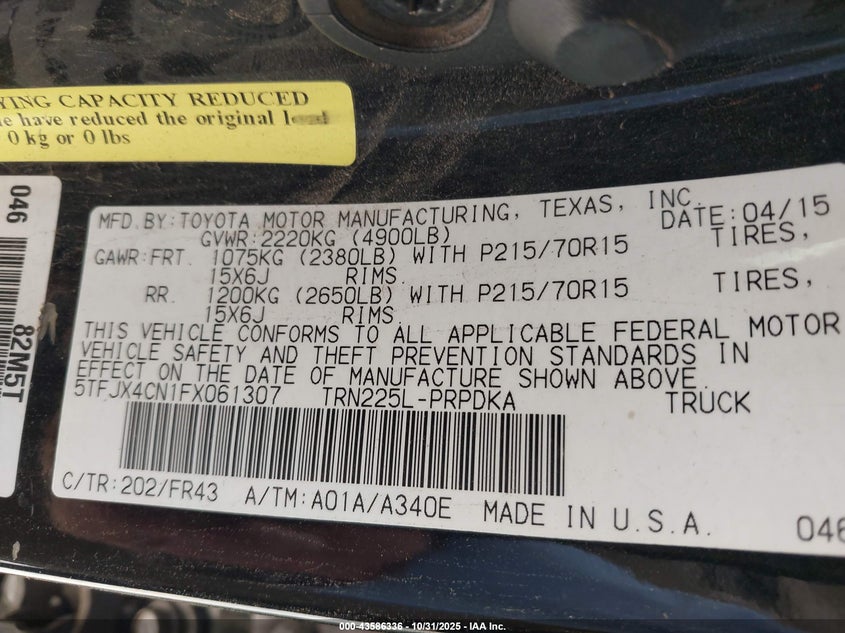 YING CAPACITY REDUCED
have reduced the original
0 kg or 0 lbs
046
82M5T
MFD. BY: TOYOTA MOTOR MANUFACTURING, TEXAS, INC.
DATE: 04/15
GVWR: 2220KG (4900LB)
GAWR: FRT. 1075KG (2380LB) WITH P215/70R15 TIRES,
15X6J RIMS
RR. 1200KG (2650LB) WITH P215/70R15 TIRES,
15X6J RIMS.
THIS VEHICLE CONFORMS TO ALL APPLICABLE FEDERAL MOTOR
VEHICLE SAFETY AND THEFT PREVENTION STANDARDS IN
EFFECT ON THE DATE OF MANUFACTURE SHOWN ABOVE.
5TFJX4CN1FX061307 TRN225L-PRPDKA TRUCK
C/TR: 202/FR43 A/TM: A01A/A340E MADE IN U.S.A.
046
000-43586336 - 10/31/2025 - IAA Inc.